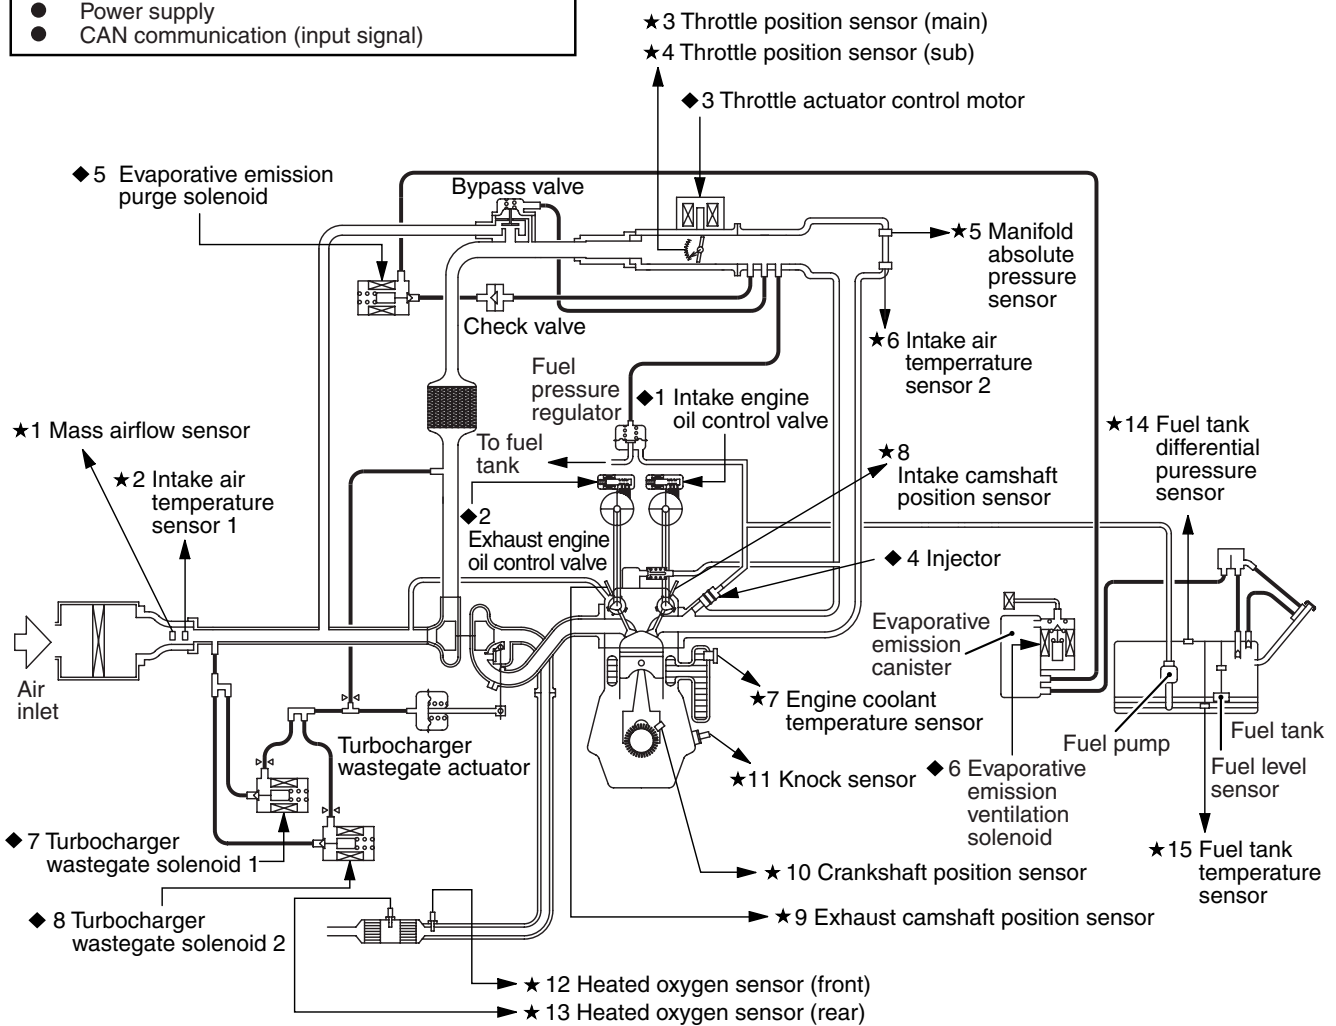 ● Power supply
● CAN communication (input signal)
★3 Throttle position sensor (main)
★4 Throttle position sensor (sub)
◆3 Throttle actuator control motor
◆5 Evaporative emission
purge solenoid
Bypass valve
★5 Manifold
absolute
pressure
sensor
Check valve
★6 Intake air
temperrature
sensor 2
Fuel
pressure
regulator
◆1 Intake engine
oil control valve
★1 Mass airflow sensor
To fuel
tank
★14 Fuel tank
differential
puressure
sensor
★8
Intake camshaft
position sensor
★2 Intake air
temperature
sensor 1
◆2
Exhaust engine
oil control valve
◆4 Injector
Evaporative
emission
canister
Air
inlet
★7 Engine coolant
temperature sensor
Turbocharger
wastegate actuator
Fuel pump
Fuel tank
Fuel level
sensor
★11 Knock sensor
◆6 Evaporative
emission
ventilation
solenoid
◆7 Turbocharger
wastegate solenoid 1
★15 Fuel tank
temperature
sensor
★10 Crankshaft position sensor
◆8 Turbocharger
wastegate solenoid 2
★9 Exhaust camshaft position sensor
★12 Heated oxygen sensor (front)
★13 Heated oxygen sensor (rear)